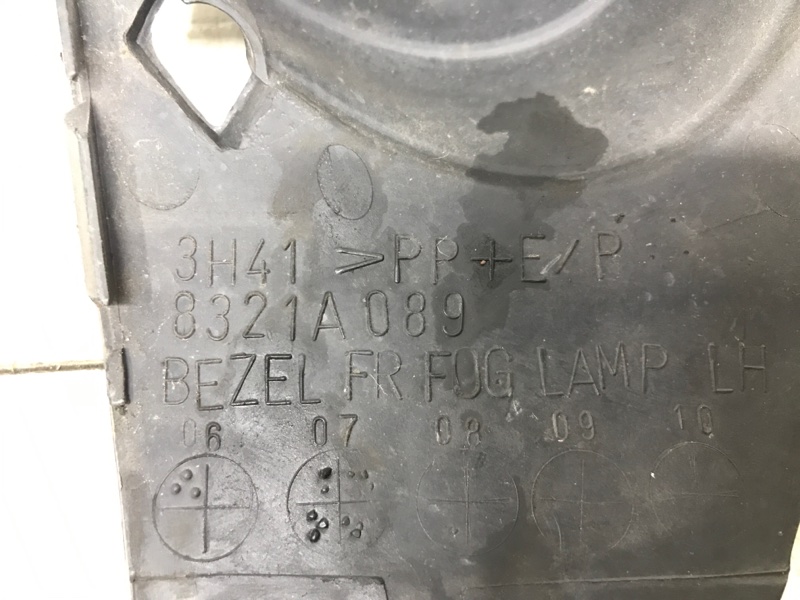 3H41 >PP+E/P
8321A089
BEZEL FR FOG LAMP LH
06 07 08 09 10